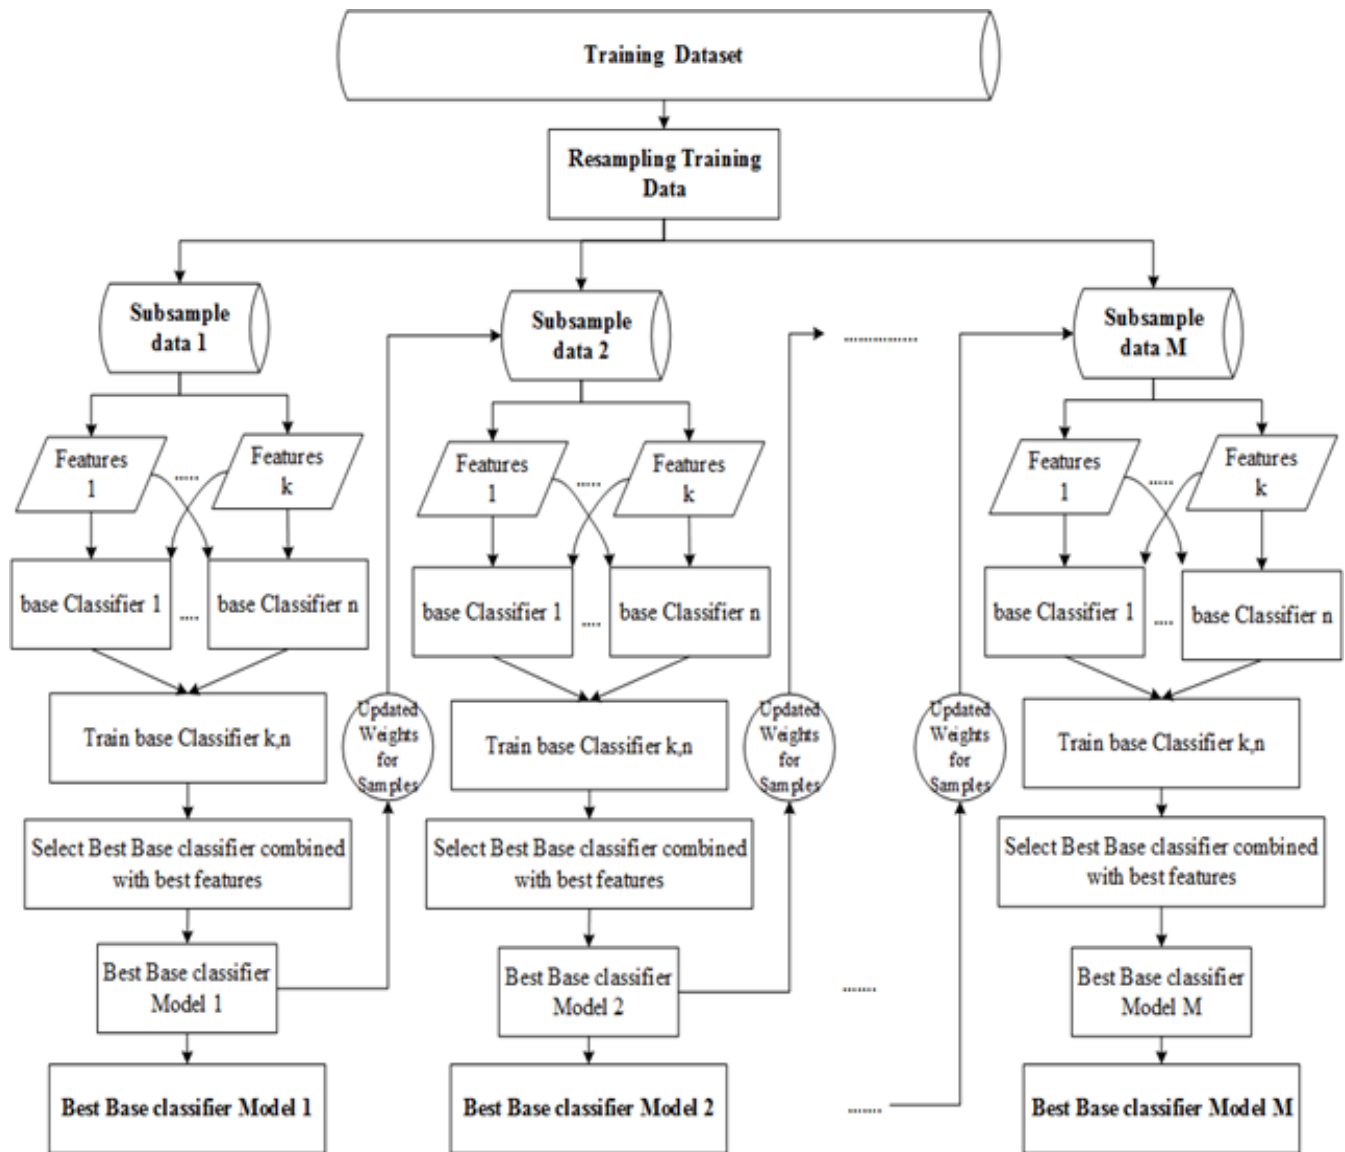 Training Dataset
Resampling Training
Data
Subsample
data 1
Subsample
data 2
...............
Subsample
data M
Features
1
.....
Features
k
Features
1
.....
Features
k
Features
1
.....
Features
k
base Classifier 1
....
base Classifier n
base Classifier 1
....
base Classifier n
base Classifier 1
....
base Classifier n
Train base Classifier k,n
Updated
Weights
for
Samples
Train base Classifier k,n
Updated
Weights
for
Samples
Updated
Weights
for
Samples
Train base Classifier k,n
Select Best Base classifier combined
with best features
Select Best Base classifier combined
with best features
Select Best Base classifier combined
with best features
Best Base classifier
Model 1
Best Base classifier
Model 2
.......
Best Base classifier
Model M
Best Base classifier Model 1
Best Base classifier Model 2
.......
Best Base classifier Model M